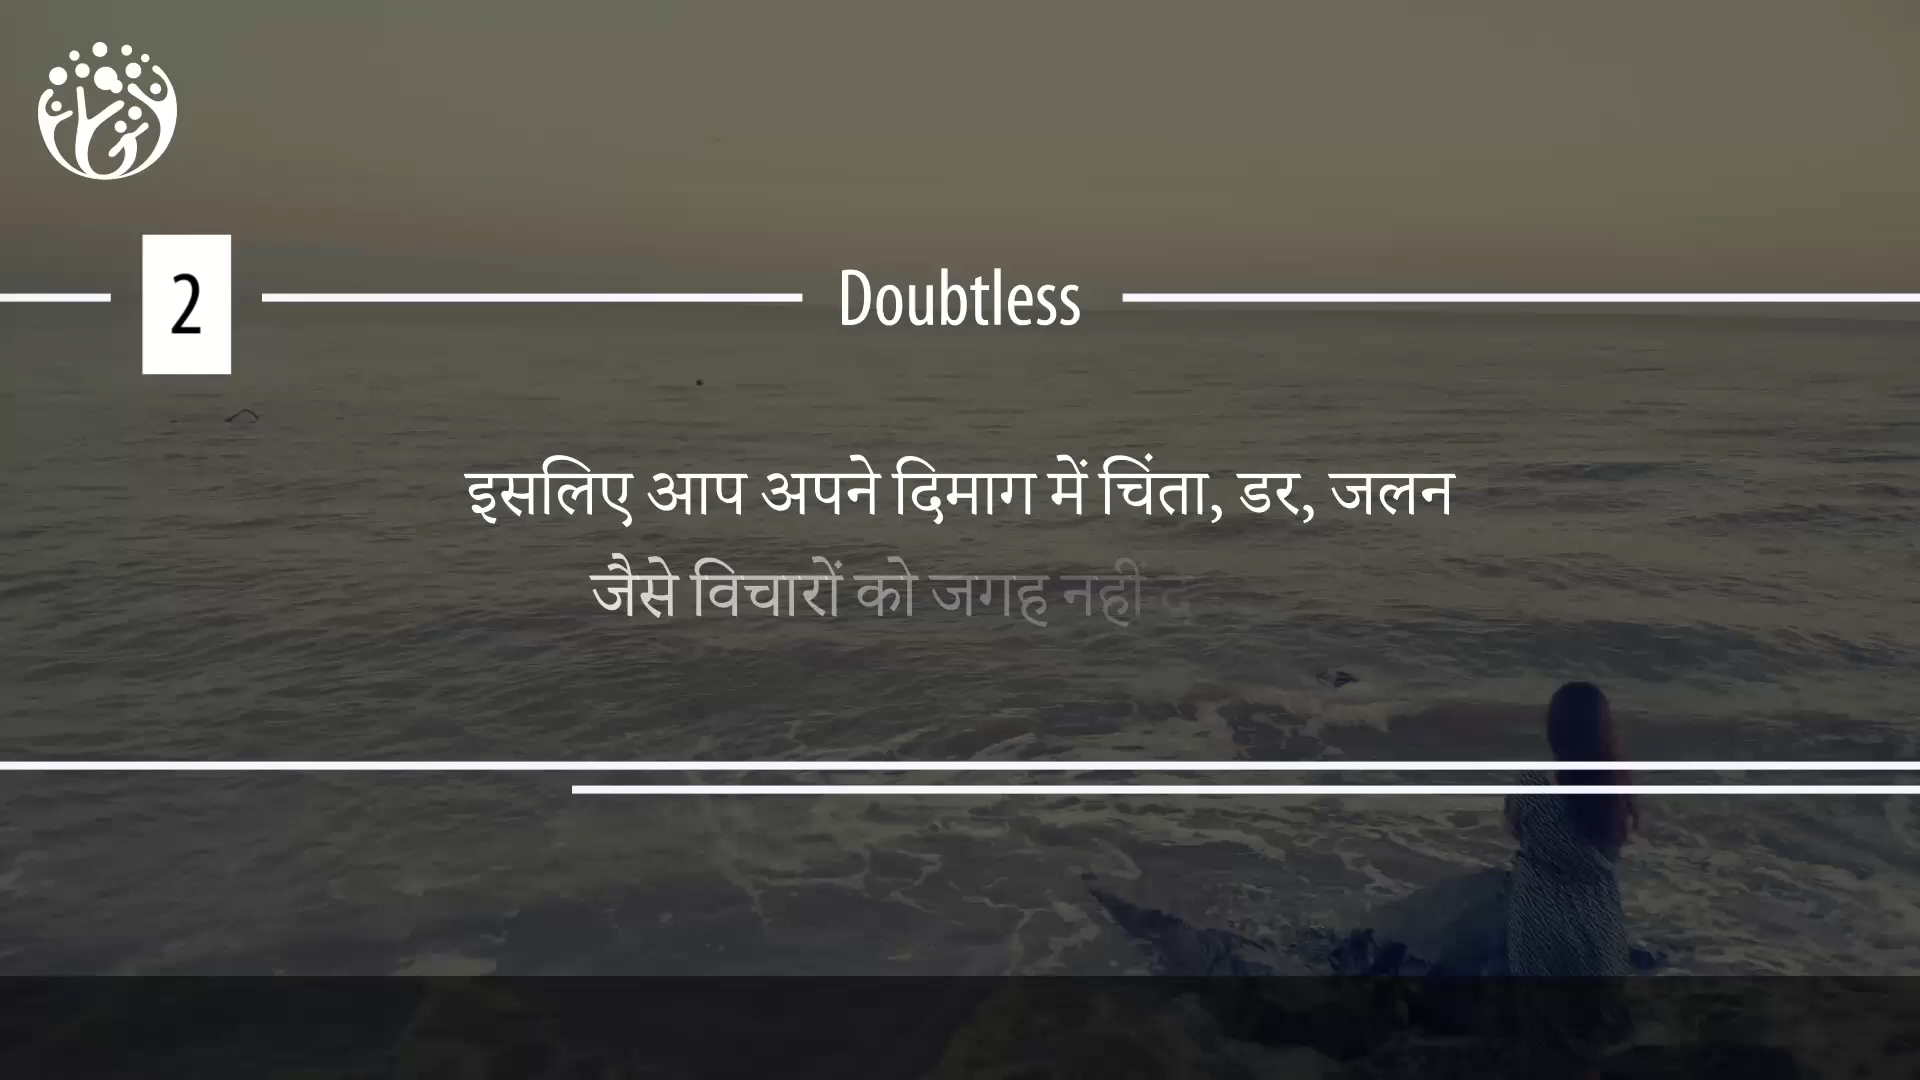 2
Doubtless
इसलिए आप अपने दिमाग में चिंता, डर, जलन
जैसे विचारों को जगह नहीं